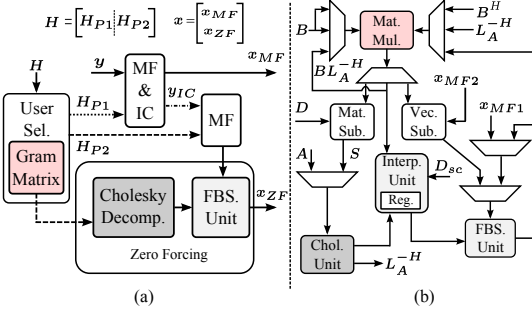 H = [H_{P1} | H_{P2}]
x = [x_{MF} x_{ZF}]
H
y
MF
&
IC
x_{MF}
y_{IC}
User
Sel.
H_{P1}
MF
H_{P2}
Gram
Matrix
Cholesky
Decomp.
FBS.
Unit
x_{ZF}
Zero Forcing
(a)
B
Mat.
Mul.
B^H
L_A^{-H}
BL_A^{-H}
x_{MF2}
D
Mat.
Sub.
Vec.
Sub.
x_{MF1}
A
S
Interp.
Unit
Reg.
D_{sc}
Chol.
Unit
L_A^{-H}
FBS.
Unit
(b)